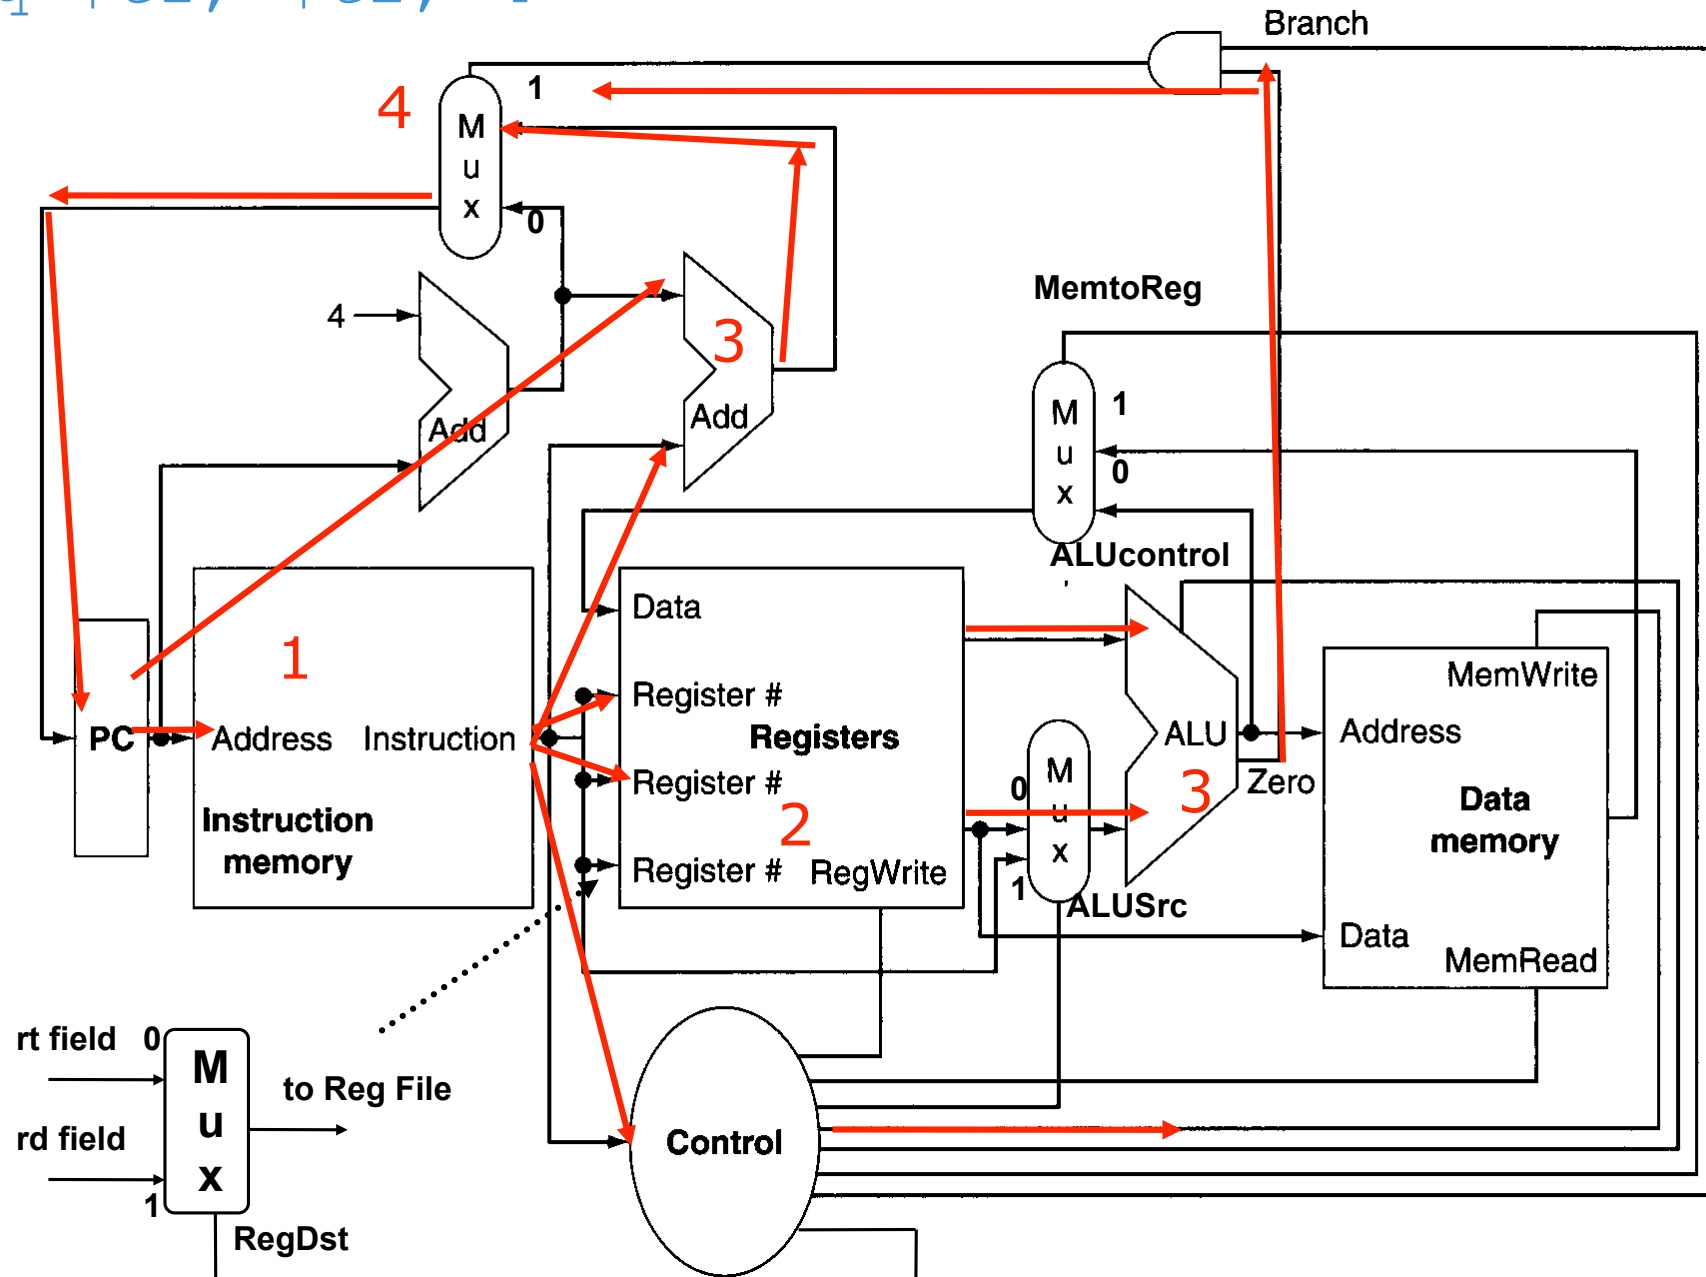 Branch
1
4
M
u
x
0
MemtoReg
4
3
Add
Add
M
u
x
1
0
ALUcontrol
Data
1
Register #
MemWrite
PC
Address
Instruction
Registers
ALU
Address
Register #
M
u
x
0
1
3
Zero
Instruction
memory
2
Data
memory
Register #
RegWrite
ALUSrc
Data
MemRead
rt field
0
M
u
x
to Reg File
rd field
1
Control
RegDst